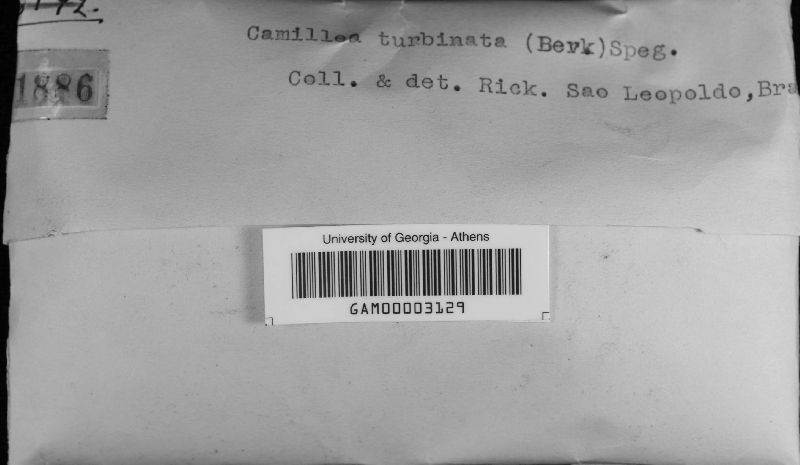 Camillea turbinata (Berk)Speg.
1886
Coll. & det. Rick. Sao Leopoldo,Bra
University of Georgia - Athens
GAM00003129